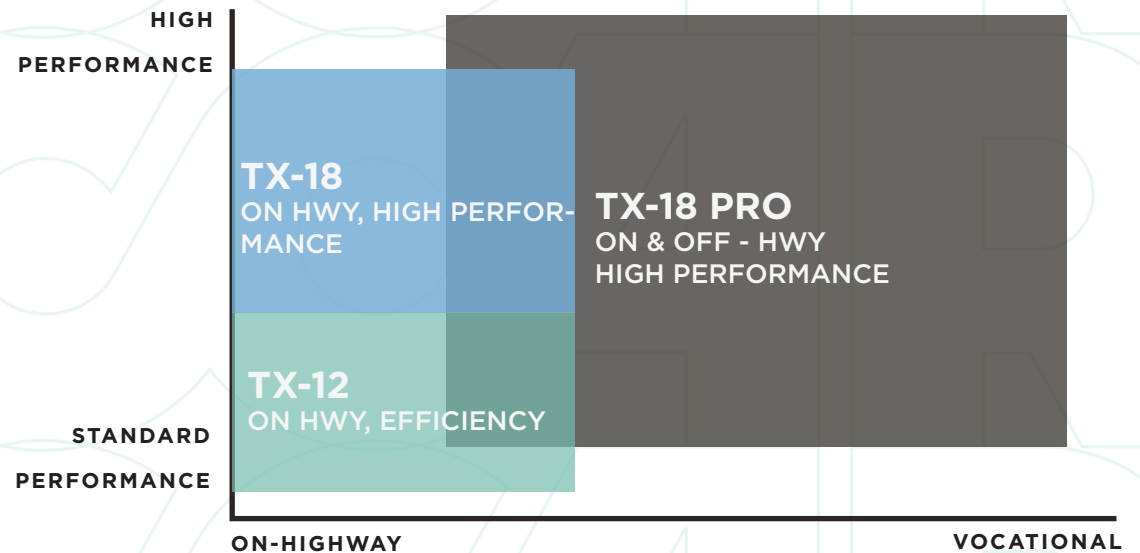 HIGH
PERFORMANCE
TX-18
ON HWY, HIGH PERFOR-
MANCE
TX-18 PRO
ON & OFF - HWY
HIGH PERFORMANCE
TX-12
ON HWY, EFFICIENCY
STANDARD
PERFORMANCE
ON-HIGHWAY
VOCATIONAL